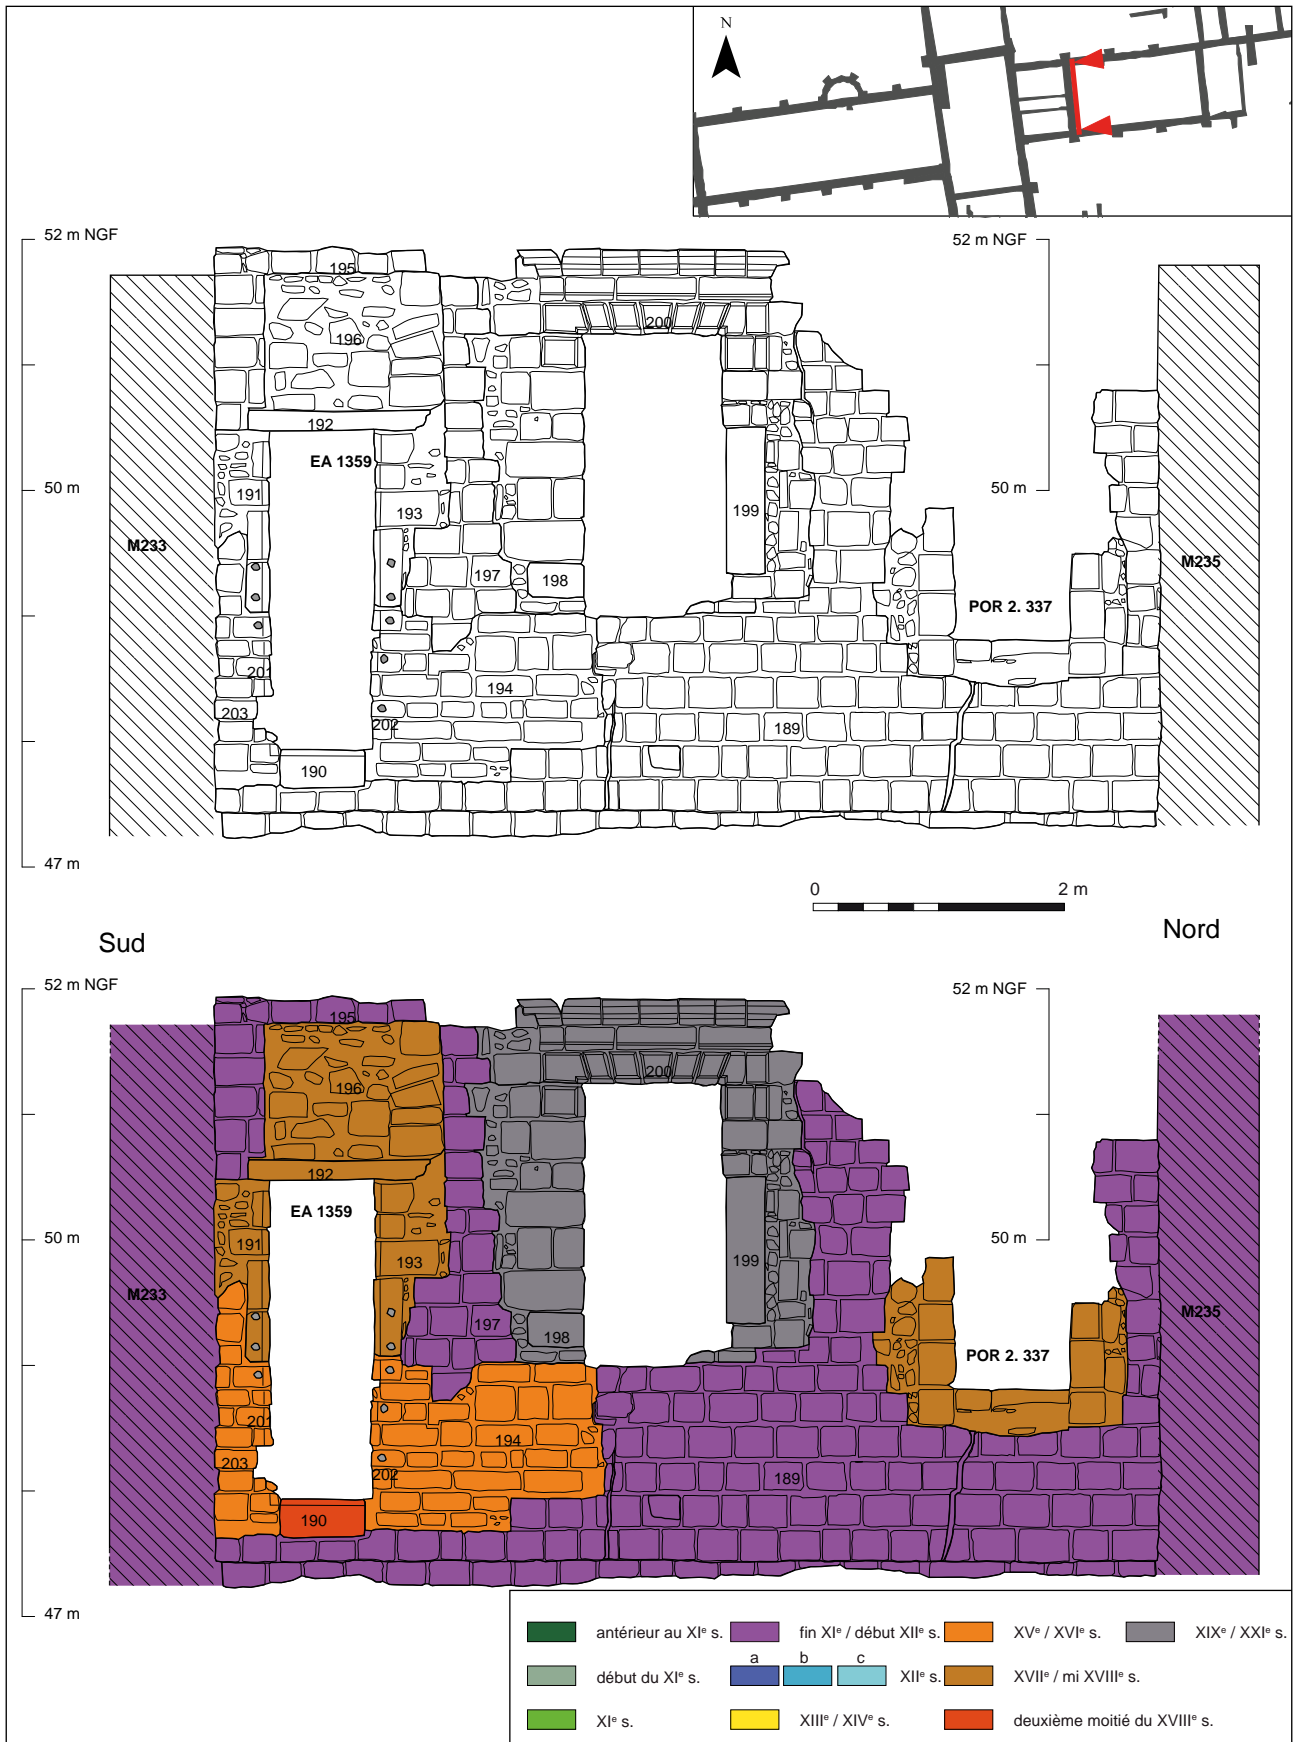 N
52 m NGF
52 m NGF
195
200
196
192
EA 1359
191
50 m
50 m
193
199
M233
M235
197
198
POR 2. 337
201
194
203
202
189
190
47 m
0
2 m
Sud
Nord
52 m NGF
52 m NGF
195
200
196
192
EA 1359
191
50 m
50 m
193
199
M233
M235
197
198
POR 2. 337
201
194
203
202
189
190
47 m
antérieur au XIe s.
fin XIe / début XIIe s.
XVe / XVIe s.
XIXe / XXIe s.
a b c
début du XIe s.
XIIe s.
XVIIe / mi XVIIIe s.
XIe s.
XIIIe / XIVe s.
deuxième moitié du XVIIIe s.